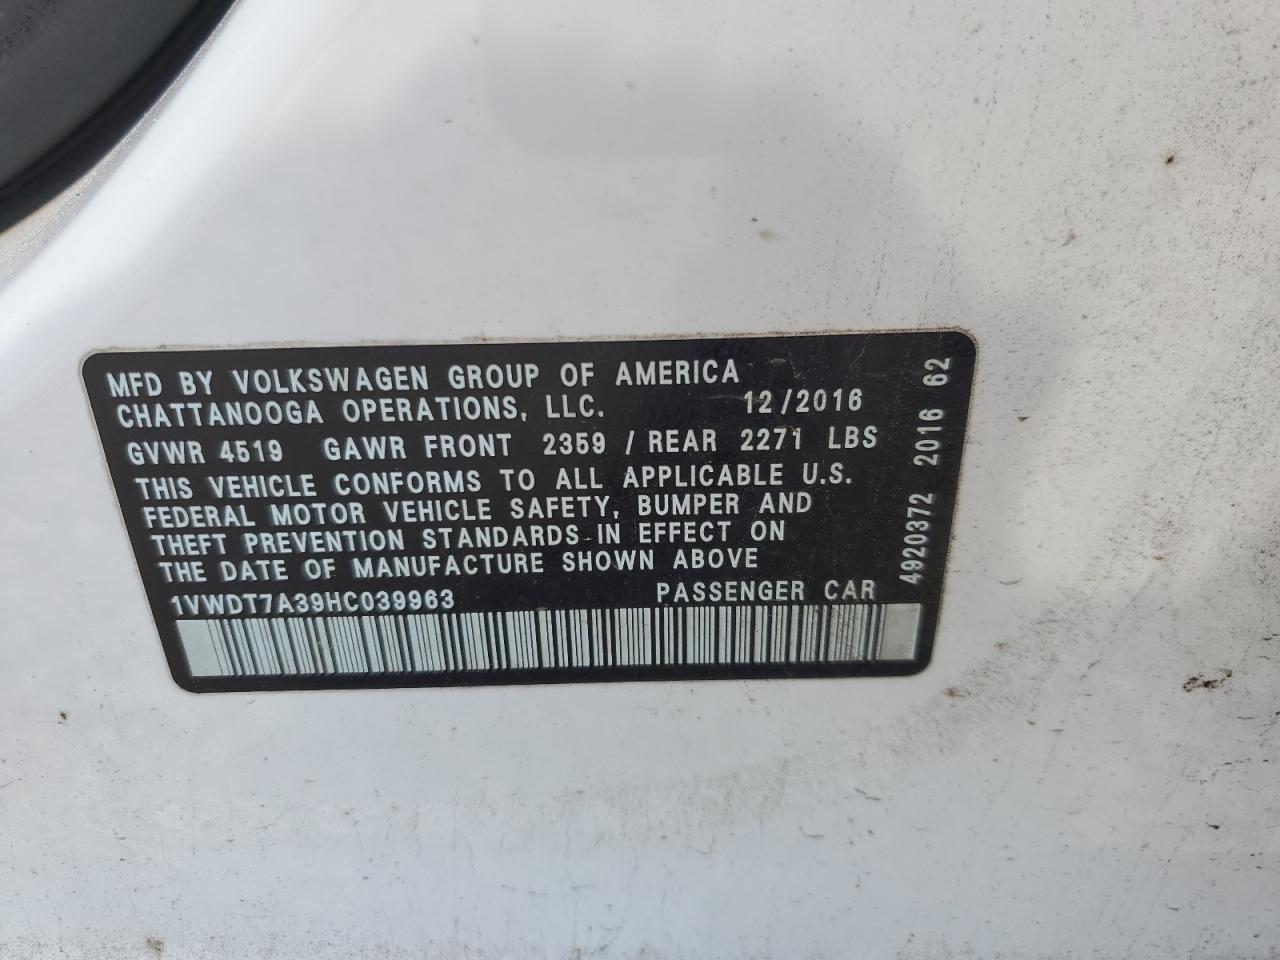 MFD BY VOLKSWAGEN GROUP OF AMERICA
CHATTANOOGA OPERATIONS, LLC. 12/2016
GVWR 4519 GAWR FRONT 2359 / REAR 2271 LBS
THIS VEHICLE CONFORMS TO ALL APPLICABLE U.S.
FEDERAL MOTOR VEHICLE SAFETY, BUMPER AND
THEFT PREVENTION STANDARDS IN EFFECT ON
THE DATE OF MANUFACTURE SHOWN ABOVE
1VWDT7A39HC039963 PASSENGER CAR
4920372 2016 62